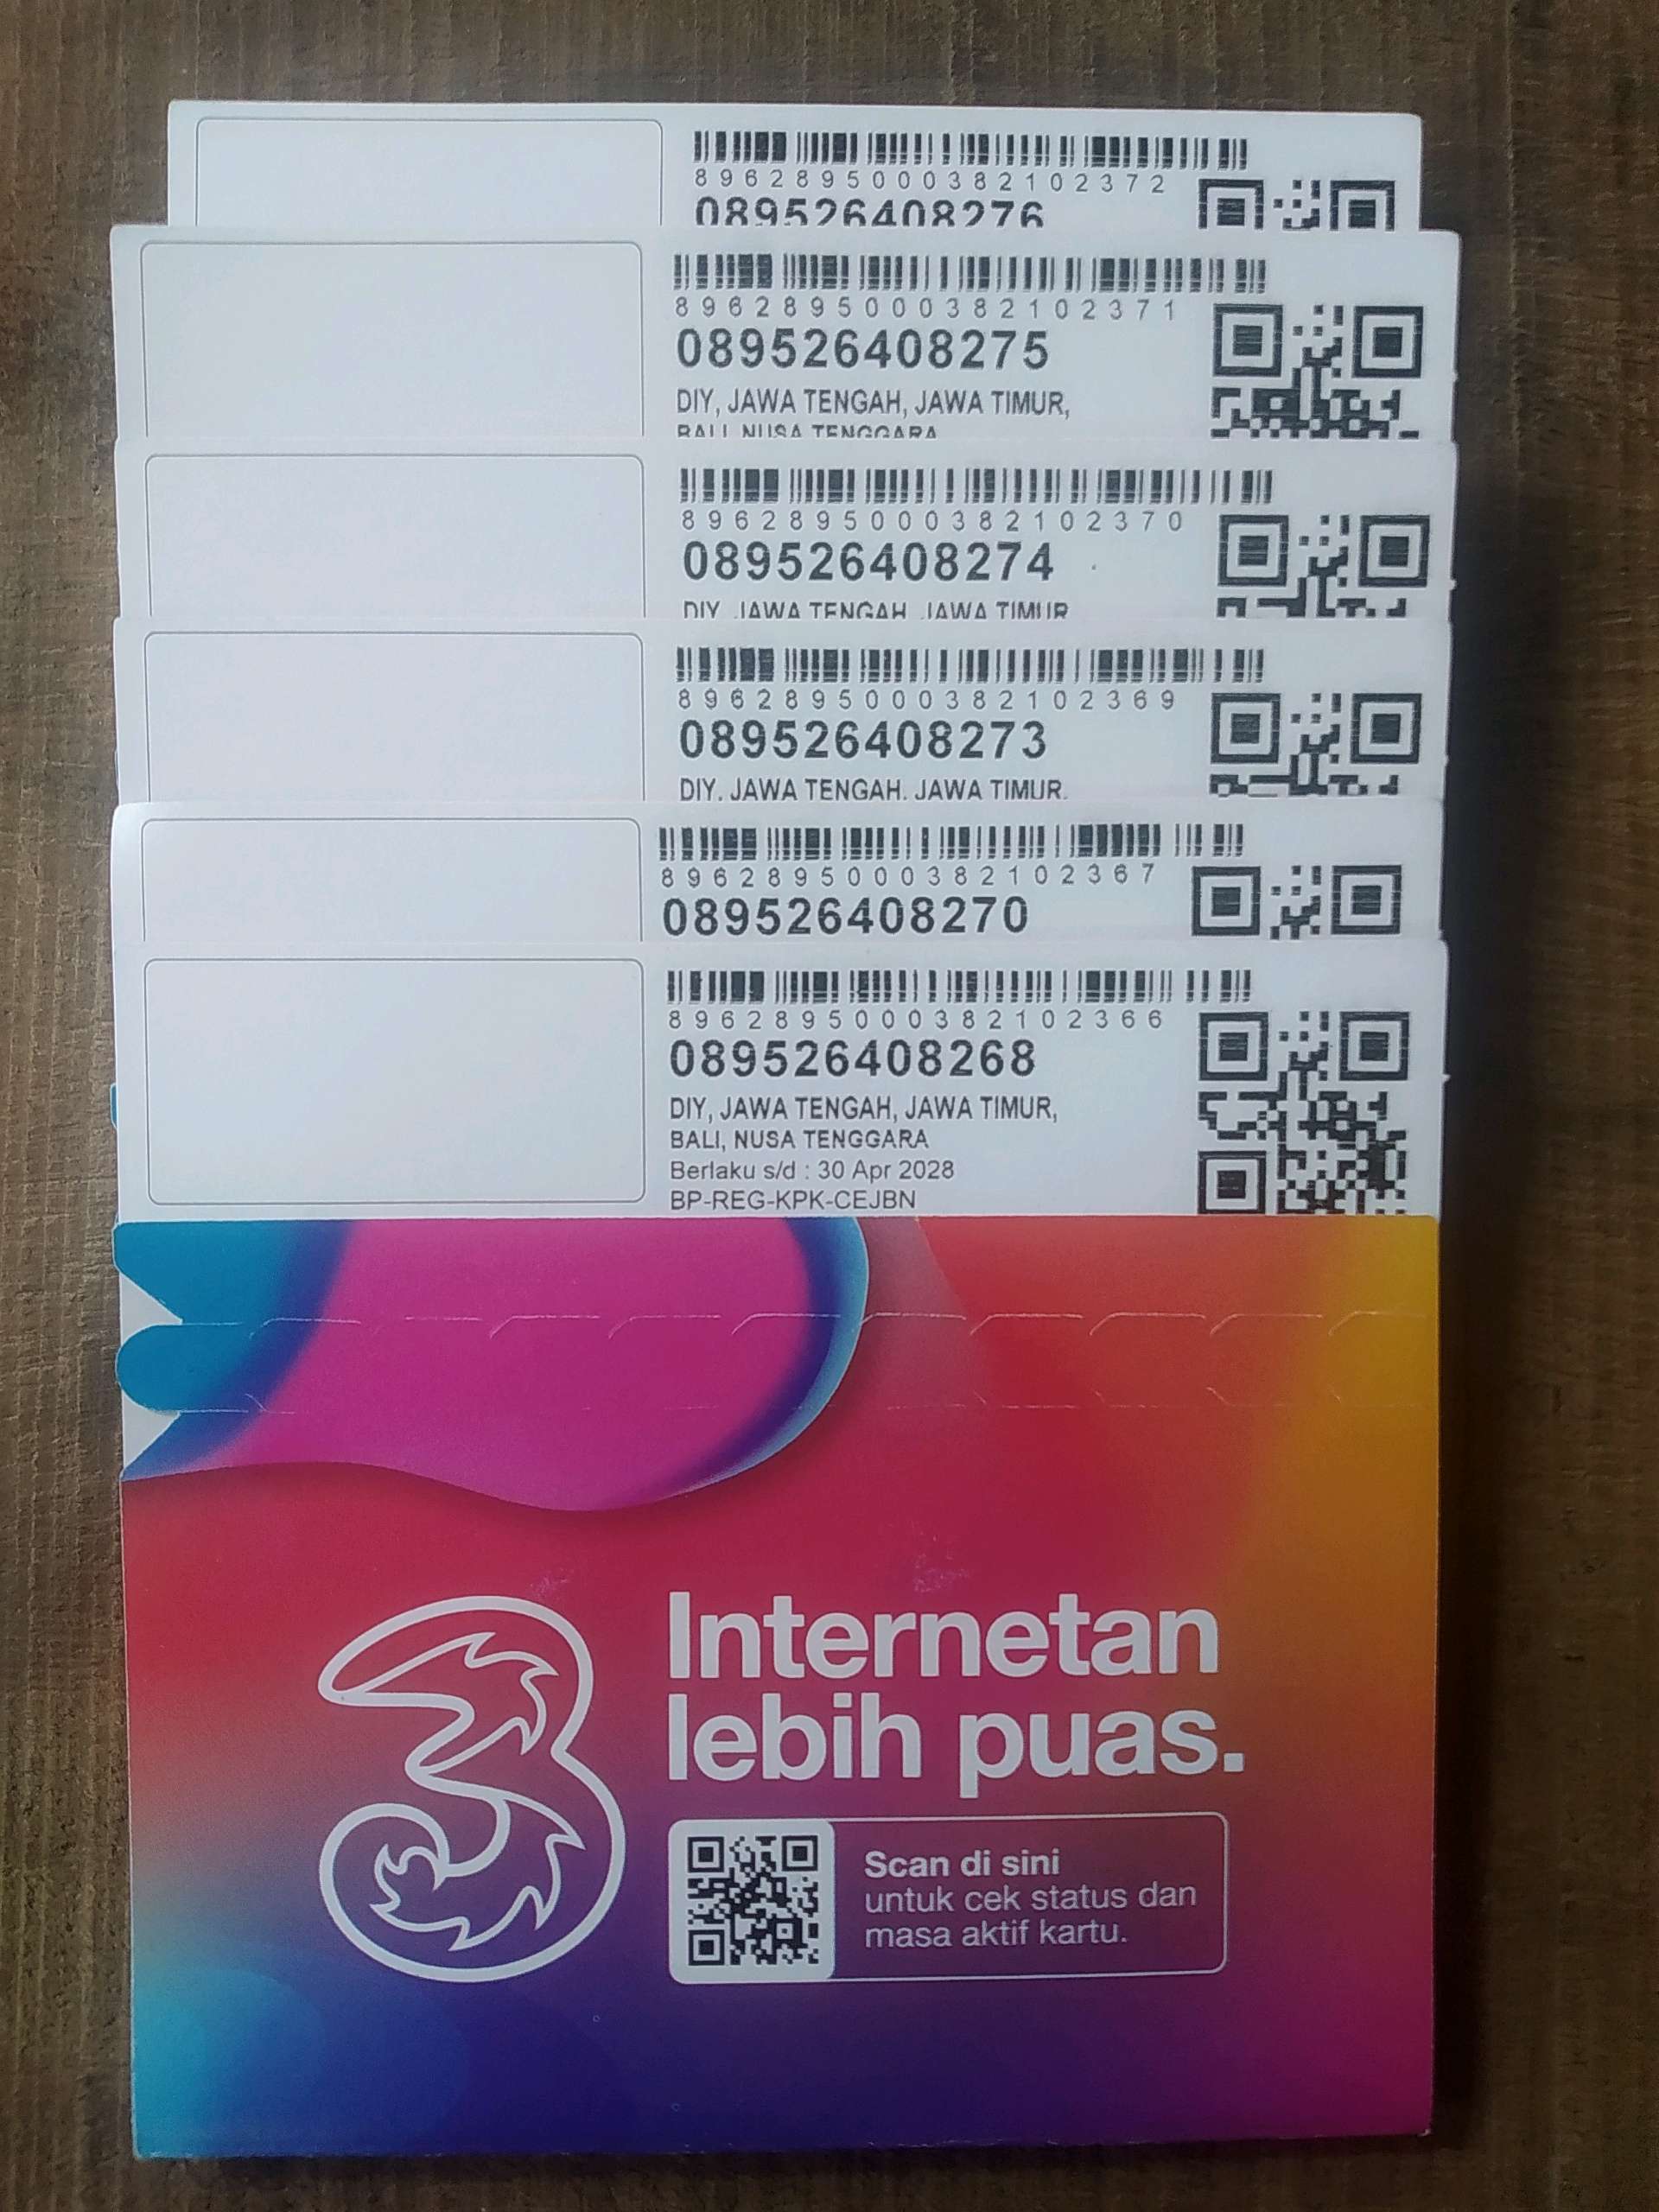 8962895000382102372
089526408276
8962895000382102371
089526408275
DIY, JAWA TENGAH, JAWA TIMUR,
BALI, NUSA TENGGARA
8962895000382102370
089526408274
DIY, JAWA TENGAH, JAWA TIMUR
8962895000382102369
089526408273
DIY, JAWA TENGAH, JAWA TIMUR,
8962895000382102367
089526408270
8962895000382102366
089526408268
DIY, JAWA TENGAH, JAWA TIMUR,
BALI, NUSA TENGGARA
Berlaku s/d : 30 Apr 2028
BP-REG-KPK-CEJBN
3
Internetan
lebih puas.
Scan di sini
untuk cek status dan
masa aktif kartu.